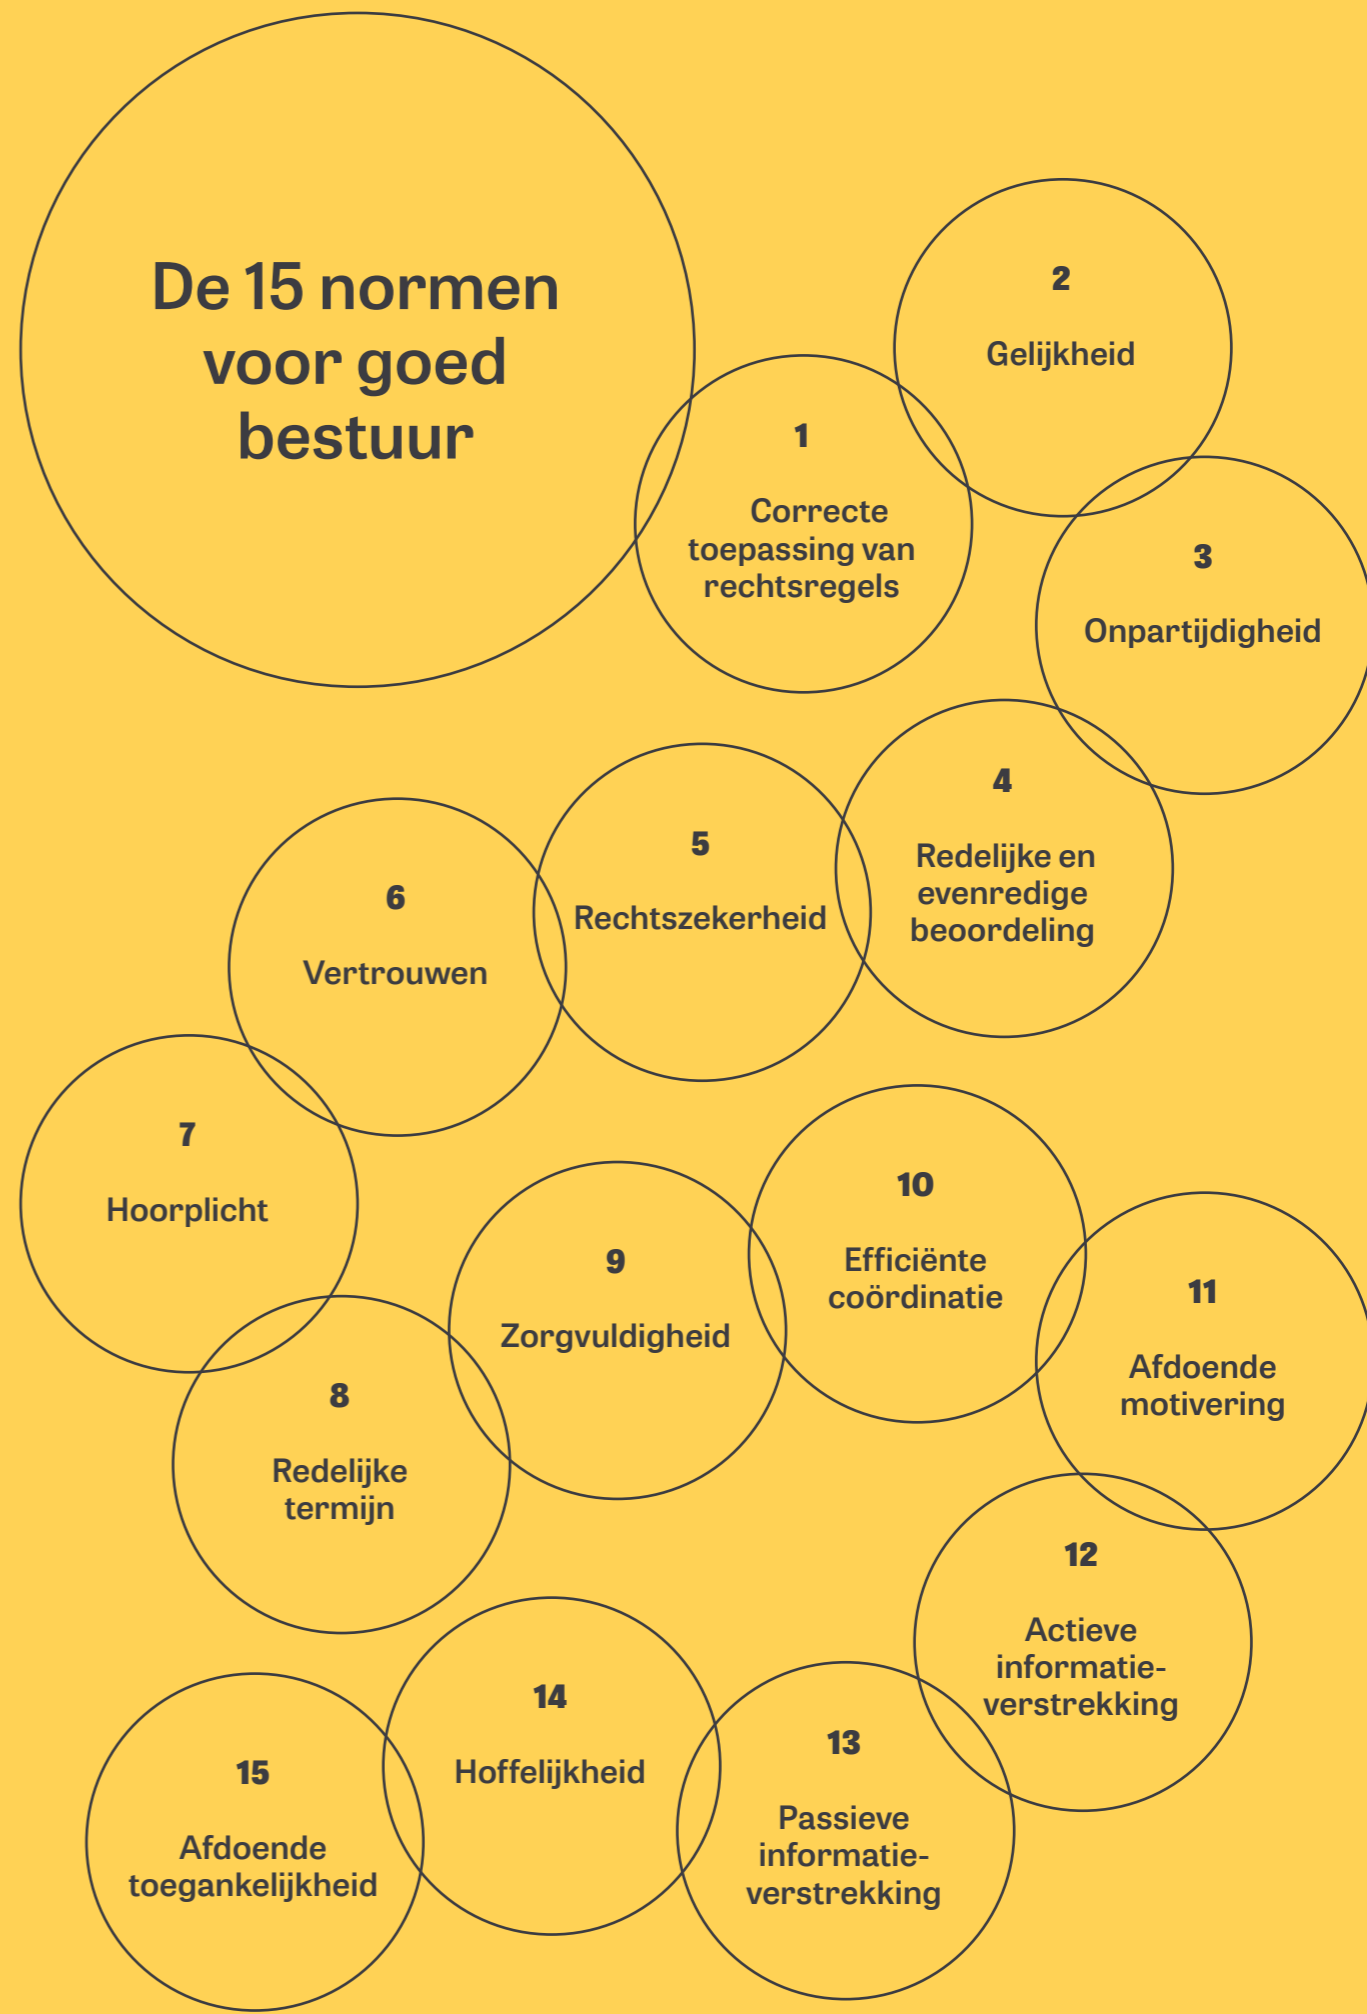 De 15 normen
voor goed
bestuur
1
Correcte
toepassing van
rechtsregels
2
Gelijkheid
3
Onpartijdigheid
4
Redelijke en
evenredige
beoordeling
5
Rechtszekerheid
6
Vertrouwen
7
Hoorplicht
8
Redelijke
termijn
9
Zorgvuldigheid
10
Efficiënte
coördinatie
11
Afdoende
motivering
12
Actieve
informatie-
verstrekking
13
Passieve
informatie-
verstrekking
14
Hoffelijkheid
15
Afdoende
toegankelijkheid